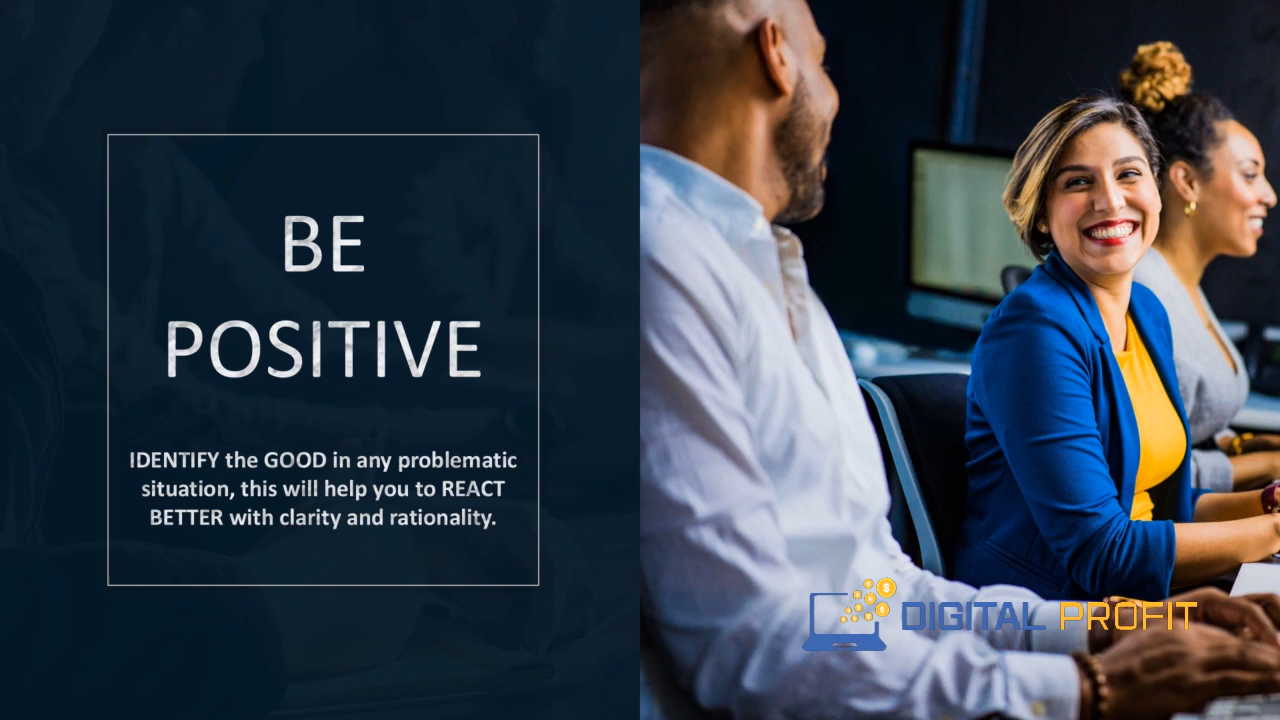 BE
POSITIVE
IDENTIFY the GOOD in any problematic
situation, this will help you to REACT
BETTER with clarity and rationality.
DIGITAL PROFIT